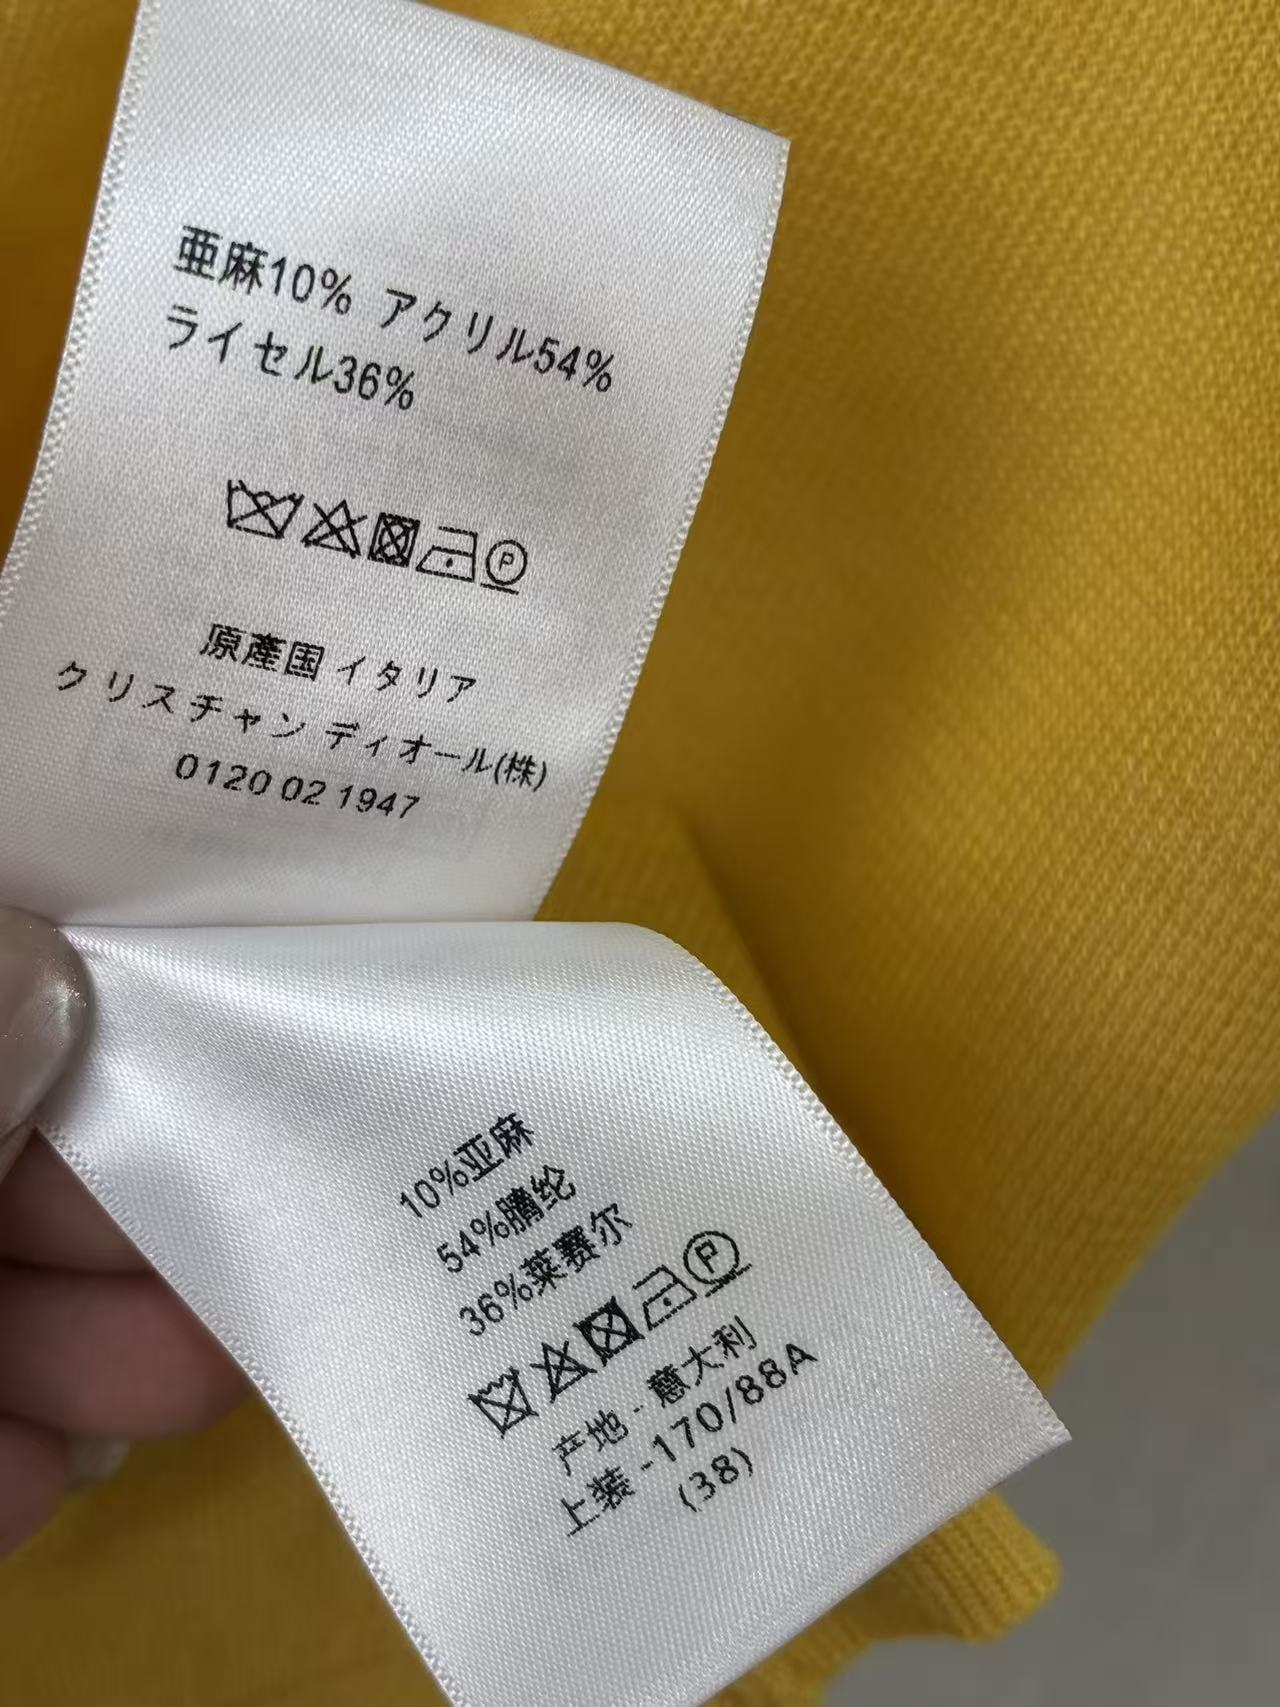 亜麻10% アクリル54%
ライセル36%
P
原產国 イタリア
クリスチャン ディオール(株)
0120 02 1947
10%亚麻
54%腈纶
36%莱赛尔
P
产地 - 意大利
上装 -170/88A
(38)